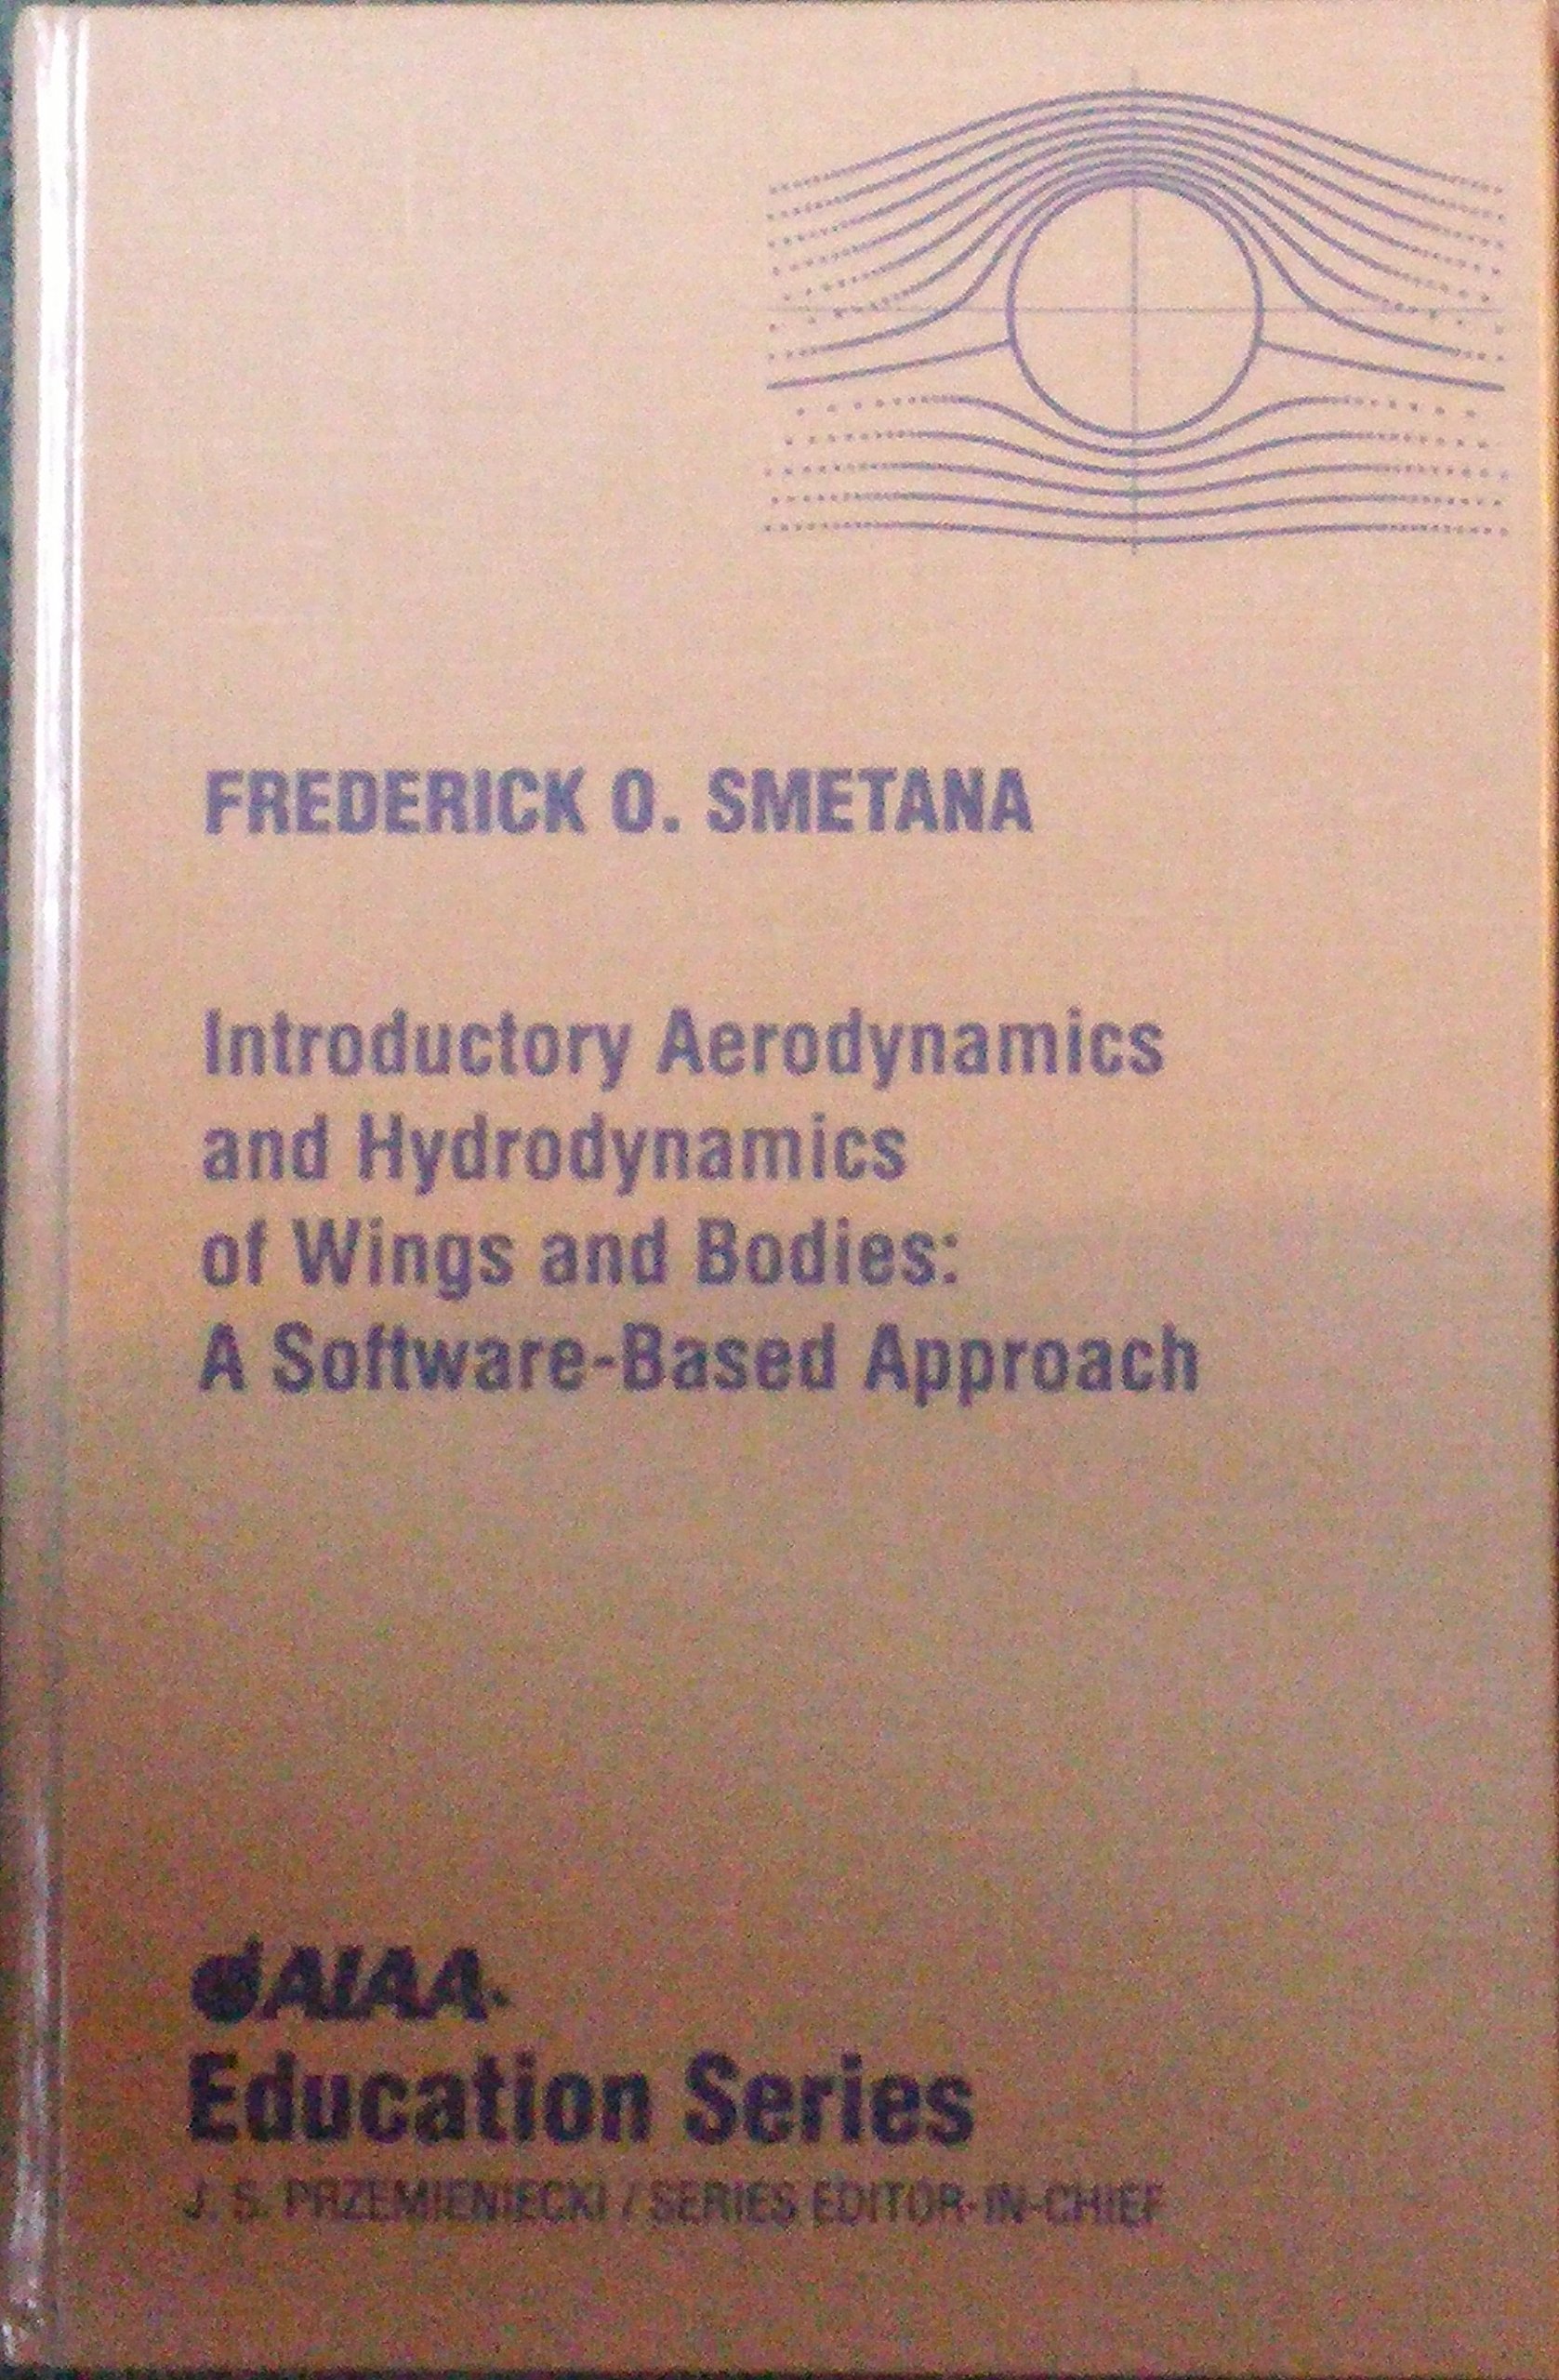 FREDERICK O. SMETANA
Introductory Aerodynamics
and Hydrodynamics
of Wings and Bodies:
A Software-Based Approach
AIAA
Education Series
J. S. PRZEMIENIECKI / SERIES EDITOR-IN-CHIEF